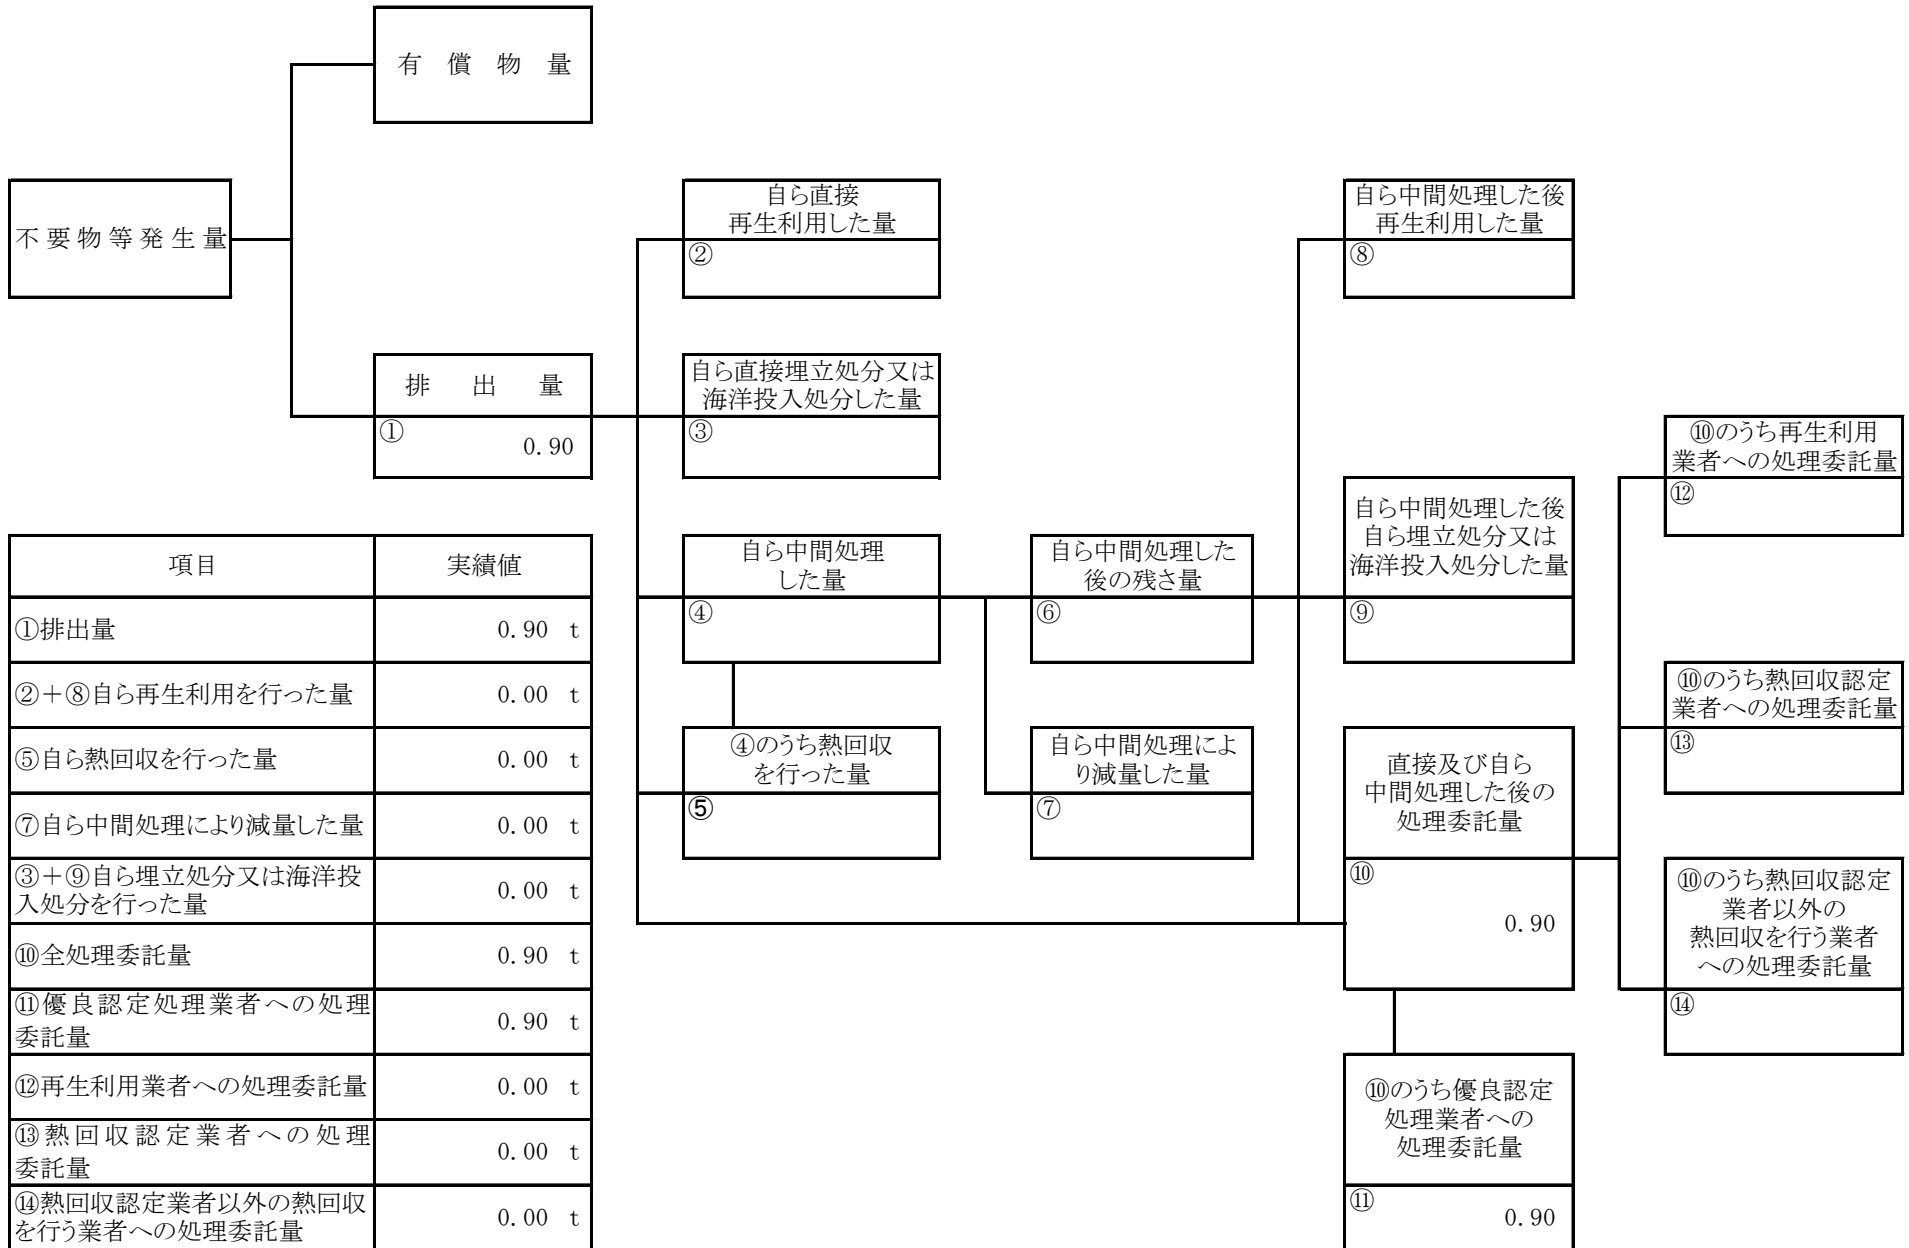 有償物量
不要物等発生量
自ら直接
再生利用した量
②
自ら中間処理した後
再生利用した量
⑧
排出量
①
0.90
自ら直接埋立処分又は
海洋投入処分した量
③
⑩のうち再生利用
業者への処理委託量
⑫
自ら中間処理
した量
④
自ら中間処理した
後の残さ量
⑥
自ら中間処理した後
自ら埋立処分又は
海洋投入処分した量
⑨
⑩のうち熱回収認定
業者への処理委託量
⑬
④のうち熱回収
を行った量
⑤
自ら中間処理によ
り減量した量
⑦
直接及び自ら
中間処理した後の
処理委託量
⑩
0.90
⑩のうち熱回収認定
業者以外の
熱回収を行う業者
への処理委託量
⑭
⑩のうち優良認定
処理業者への
処理委託量
⑪
0.90
項目 実績値
①排出量 0.90 t
②＋⑧自ら再生利用を行った量 0.00 t
⑤自ら熱回収を行った量 0.00 t
⑦自ら中間処理により減量した量 0.00 t
③＋⑨自ら埋立処分又は海洋投
入処分を行った量 0.00 t
⑩全処理委託量 0.90 t
⑪優良認定処理業者への処理
委託量 0.90 t
⑫再生利用業者への処理委託量 0.00 t
⑬熱回収認定業者への処理
委託量 0.00 t
⑭熱回収認定業者以外の熱回収
を行う業者への処理委託量 0.00 t